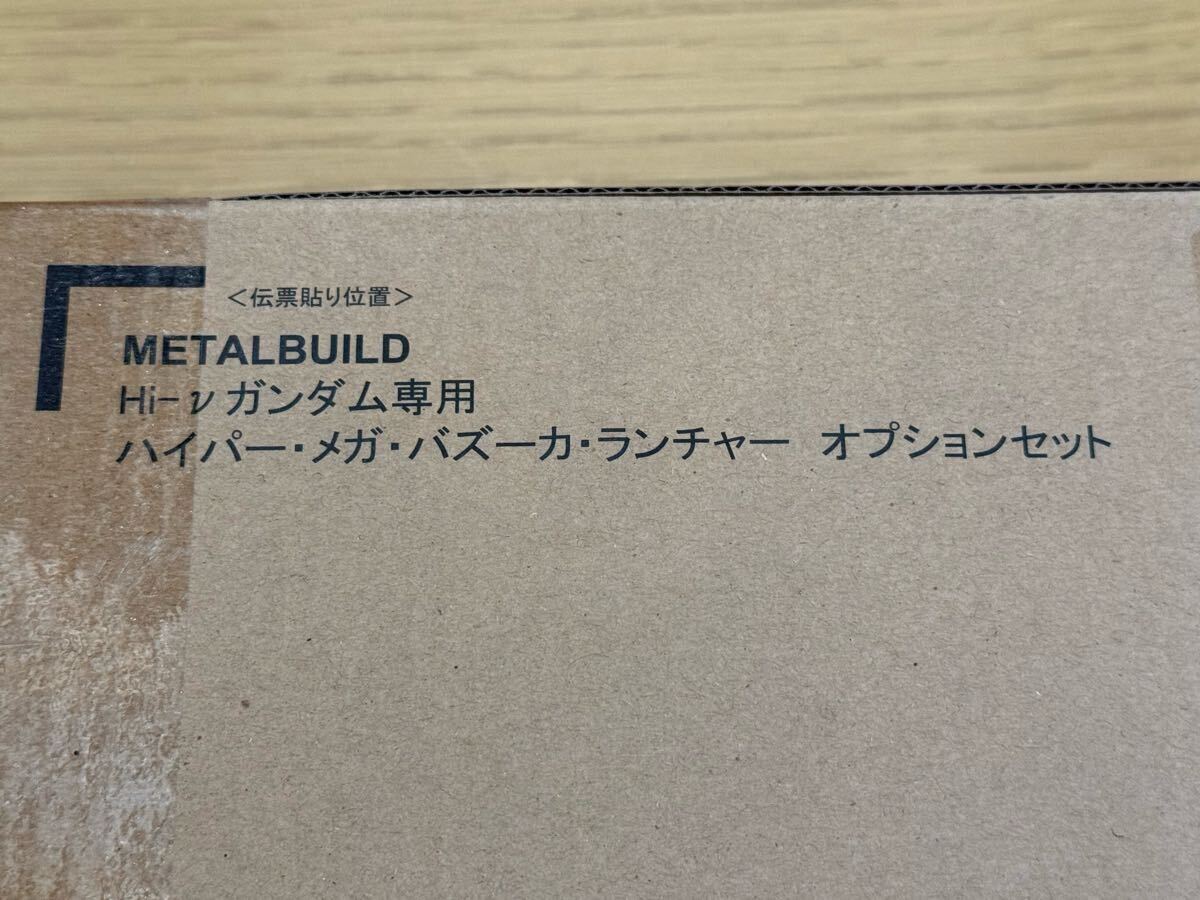 ＜伝票貼り位置＞
METALBUILD
Hi-νガンダム専用
ハイパー・メガ・バズーカ・ランチャー　オプションセット